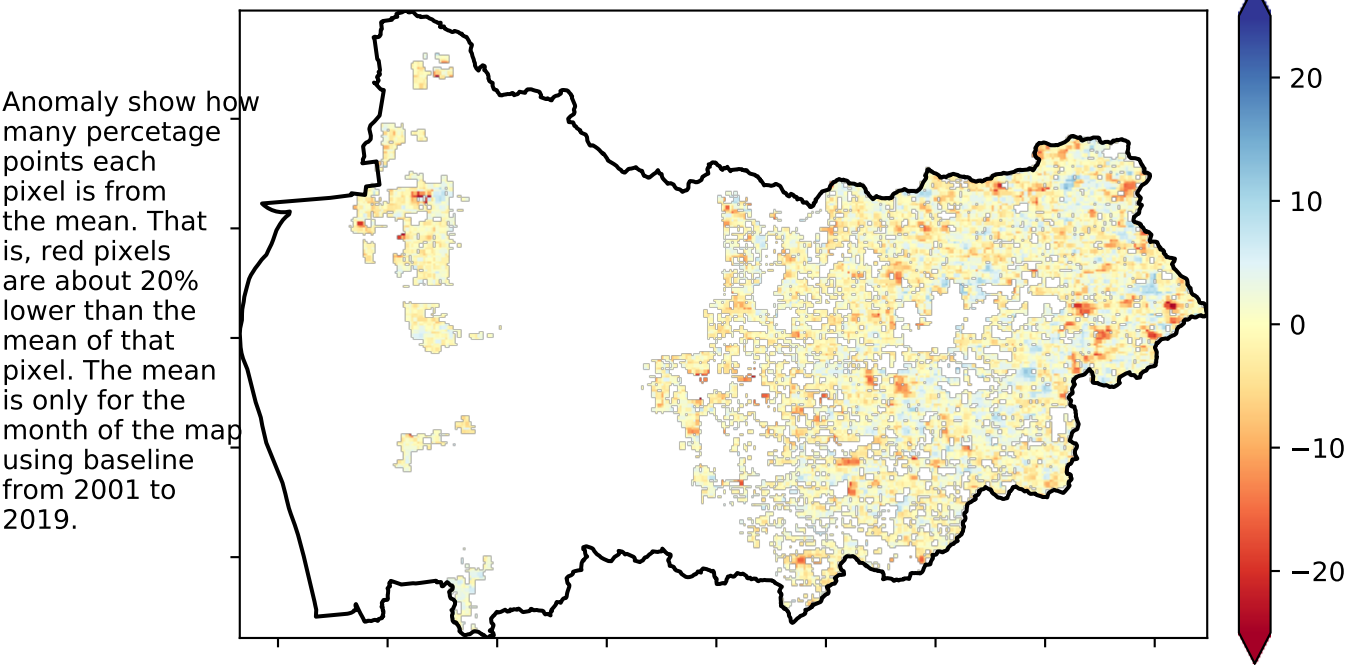 Anomaly show how
many percetage
points each
pixel is from
the mean. That
is, red pixels
are about 20%
lower than the
mean of that
pixel. The mean
is only for the
month of the map
using baseline
from 2001 to
2019.
20
10
0
−10
−20